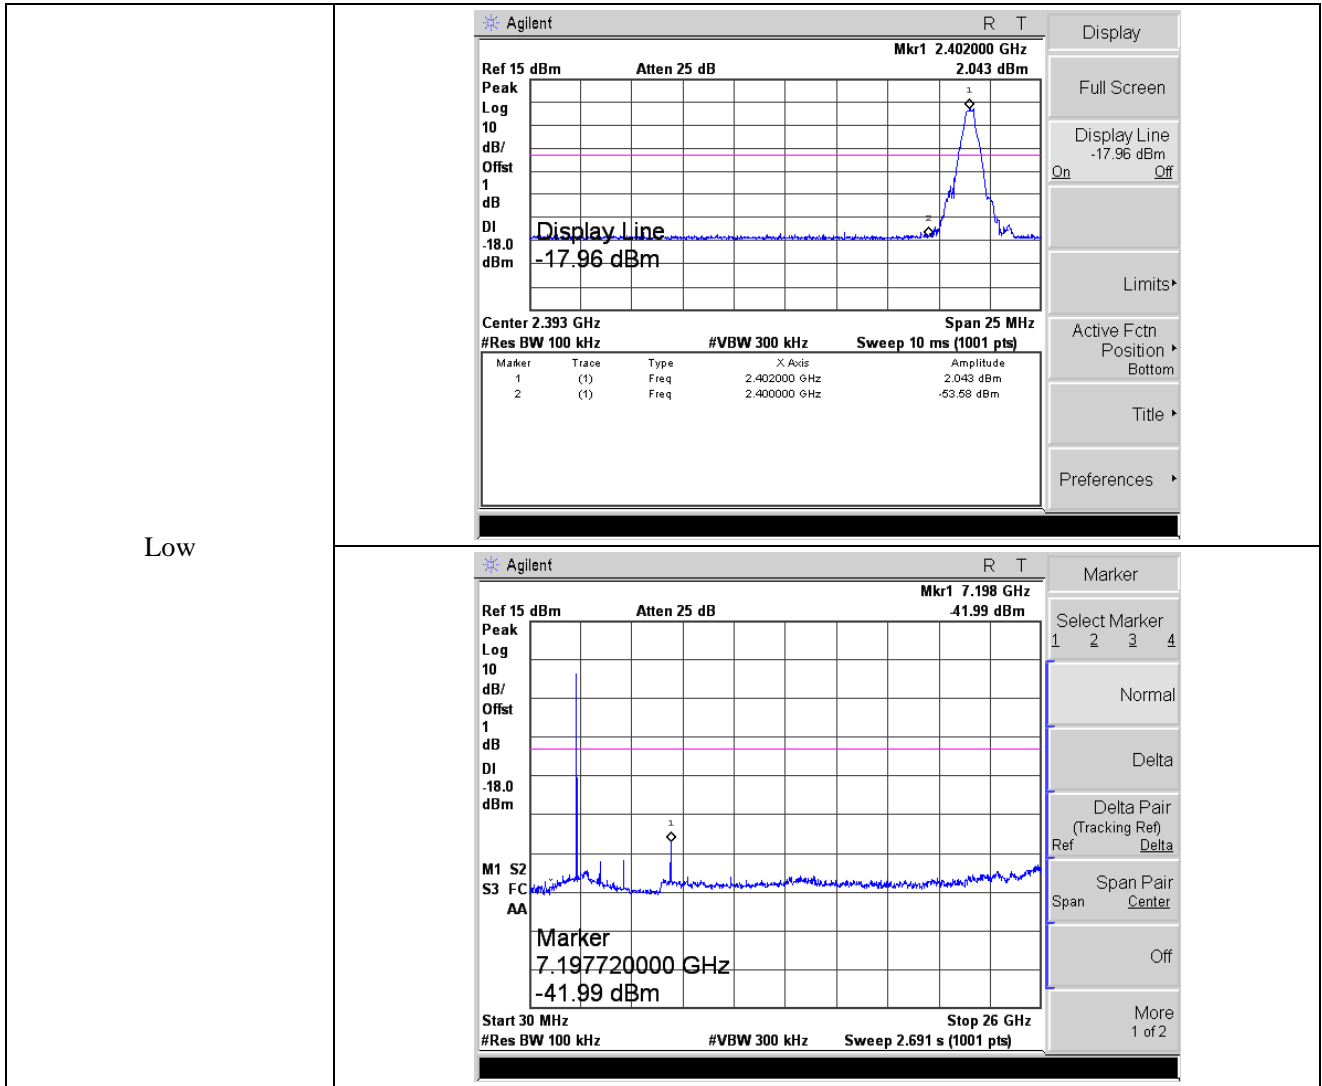 Low
Agilent
R T
Mkr1 2.402000 GHz
Ref 15 dBm
Atten 25 dB
2.043 dBm
Peak
Log
10
dB/
Offst
1
dB
DI
-18.0
dBm
1
2
Display Line
-17.96 dBm
Center 2.393 GHz
Span 25 MHz
#Res BW 100 kHz
#VBW 300 kHz
Sweep 10 ms (1001 pts)
Marker Trace Type X Axis Amplitude
1 (1) Freq 2.402000 GHz 2.043 dBm
2 (1) Freq 2.400000 GHz -53.58 dBm
Display
Full Screen
Display Line
-17.96 dBm
On Off
Limits
Active Fctn
Position
Bottom
Title
Preferences
Agilent
R T
Mkr1 7.198 GHz
Ref 15 dBm
Atten 25 dB
-41.99 dBm
Peak
Log
10
dB/
Offst
1
dB
DI
-18.0
dBm
M1 S2
S3 FC
AA
1
Marker
7.197720000 GHz
-41.99 dBm
Start 30 MHz
Stop 26 GHz
#Res BW 100 kHz
#VBW 300 kHz
Sweep 2.691 s (1001 pts)
Marker
Select Marker
1 2 3 4
Normal
Delta
Delta Pair
(Tracking Ref)
Ref Delta
Span Pair
Span Center
Off
More
1 of 2